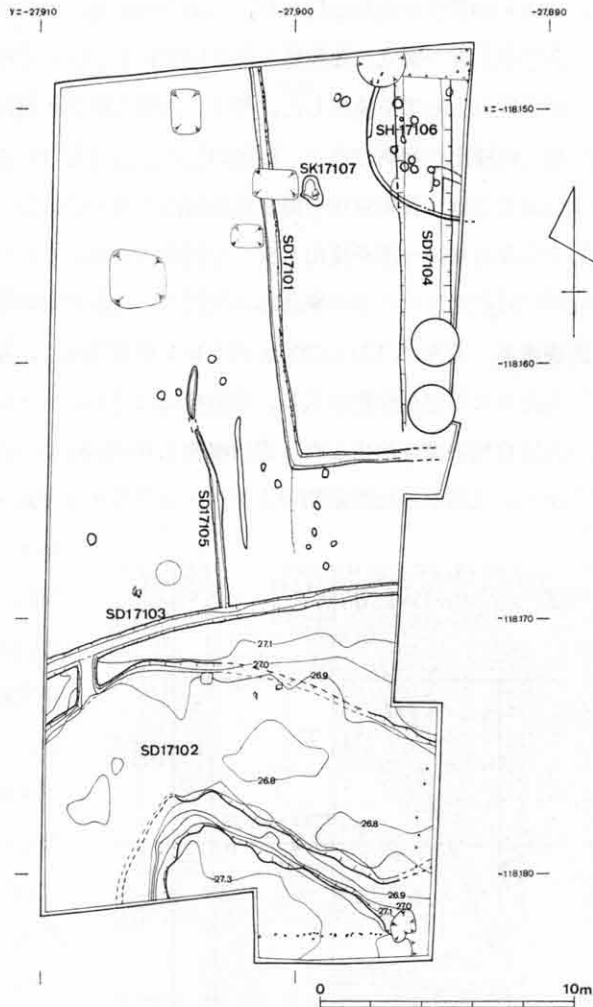 Y=-27,910
-27,900
-27,890
X=-118,150
SH17106
SK17107
SD17101
SD17104
-118,160
SD17105
SD17103
-118,170
27.1
27.0
26.9
SD17102
26.8
26.8
-118,180
27.3
26.9
27.0
27.1
0
10m